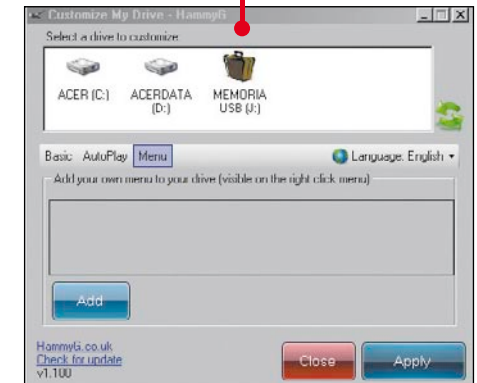 Customize My Drive - HammyG
Select a drive to customize
ACER (C:)
ACERDATA
(D:)
MEMORIA
USB (J:)
Basic AutoPlay Menu Language: English
Add your own menu to your drive (visible on the right click menu)
Add
HammyG.co.uk
Check for update
v1.100
Close Apply